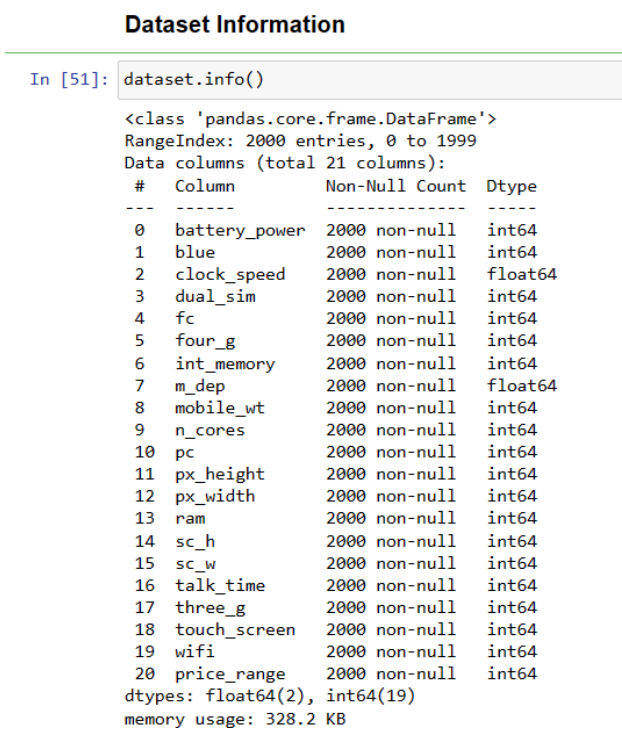 Dataset Information
In [51]: dataset.info()
<class 'pandas.core.frame.DataFrame'>
RangeIndex: 2000 entries, 0 to 1999
Data columns (total 21 columns):
 #   Column         Non-Null Count  Dtype
---  ------         --------------  -----
 0   battery_power  2000 non-null   int64
 1   blue           2000 non-null   int64
 2   clock_speed    2000 non-null   float64
 3   dual_sim       2000 non-null   int64
 4   fc             2000 non-null   int64
 5   four_g         2000 non-null   int64
 6   int_memory     2000 non-null   int64
 7   m_dep          2000 non-null   float64
 8   mobile_wt      2000 non-null   int64
 9   n_cores        2000 non-null   int64
 10  pc             2000 non-null   int64
 11  px_height      2000 non-null   int64
 12  px_width       2000 non-null   int64
 13  ram            2000 non-null   int64
 14  sc_h           2000 non-null   int64
 15  sc_w           2000 non-null   int64
 16  talk_time      2000 non-null   int64
 17  three_g        2000 non-null   int64
 18  touch_screen   2000 non-null   int64
 19  wifi           2000 non-null   int64
 20  price_range    2000 non-null   int64
dtypes: float64(2), int64(19)
memory usage: 328.2 KB